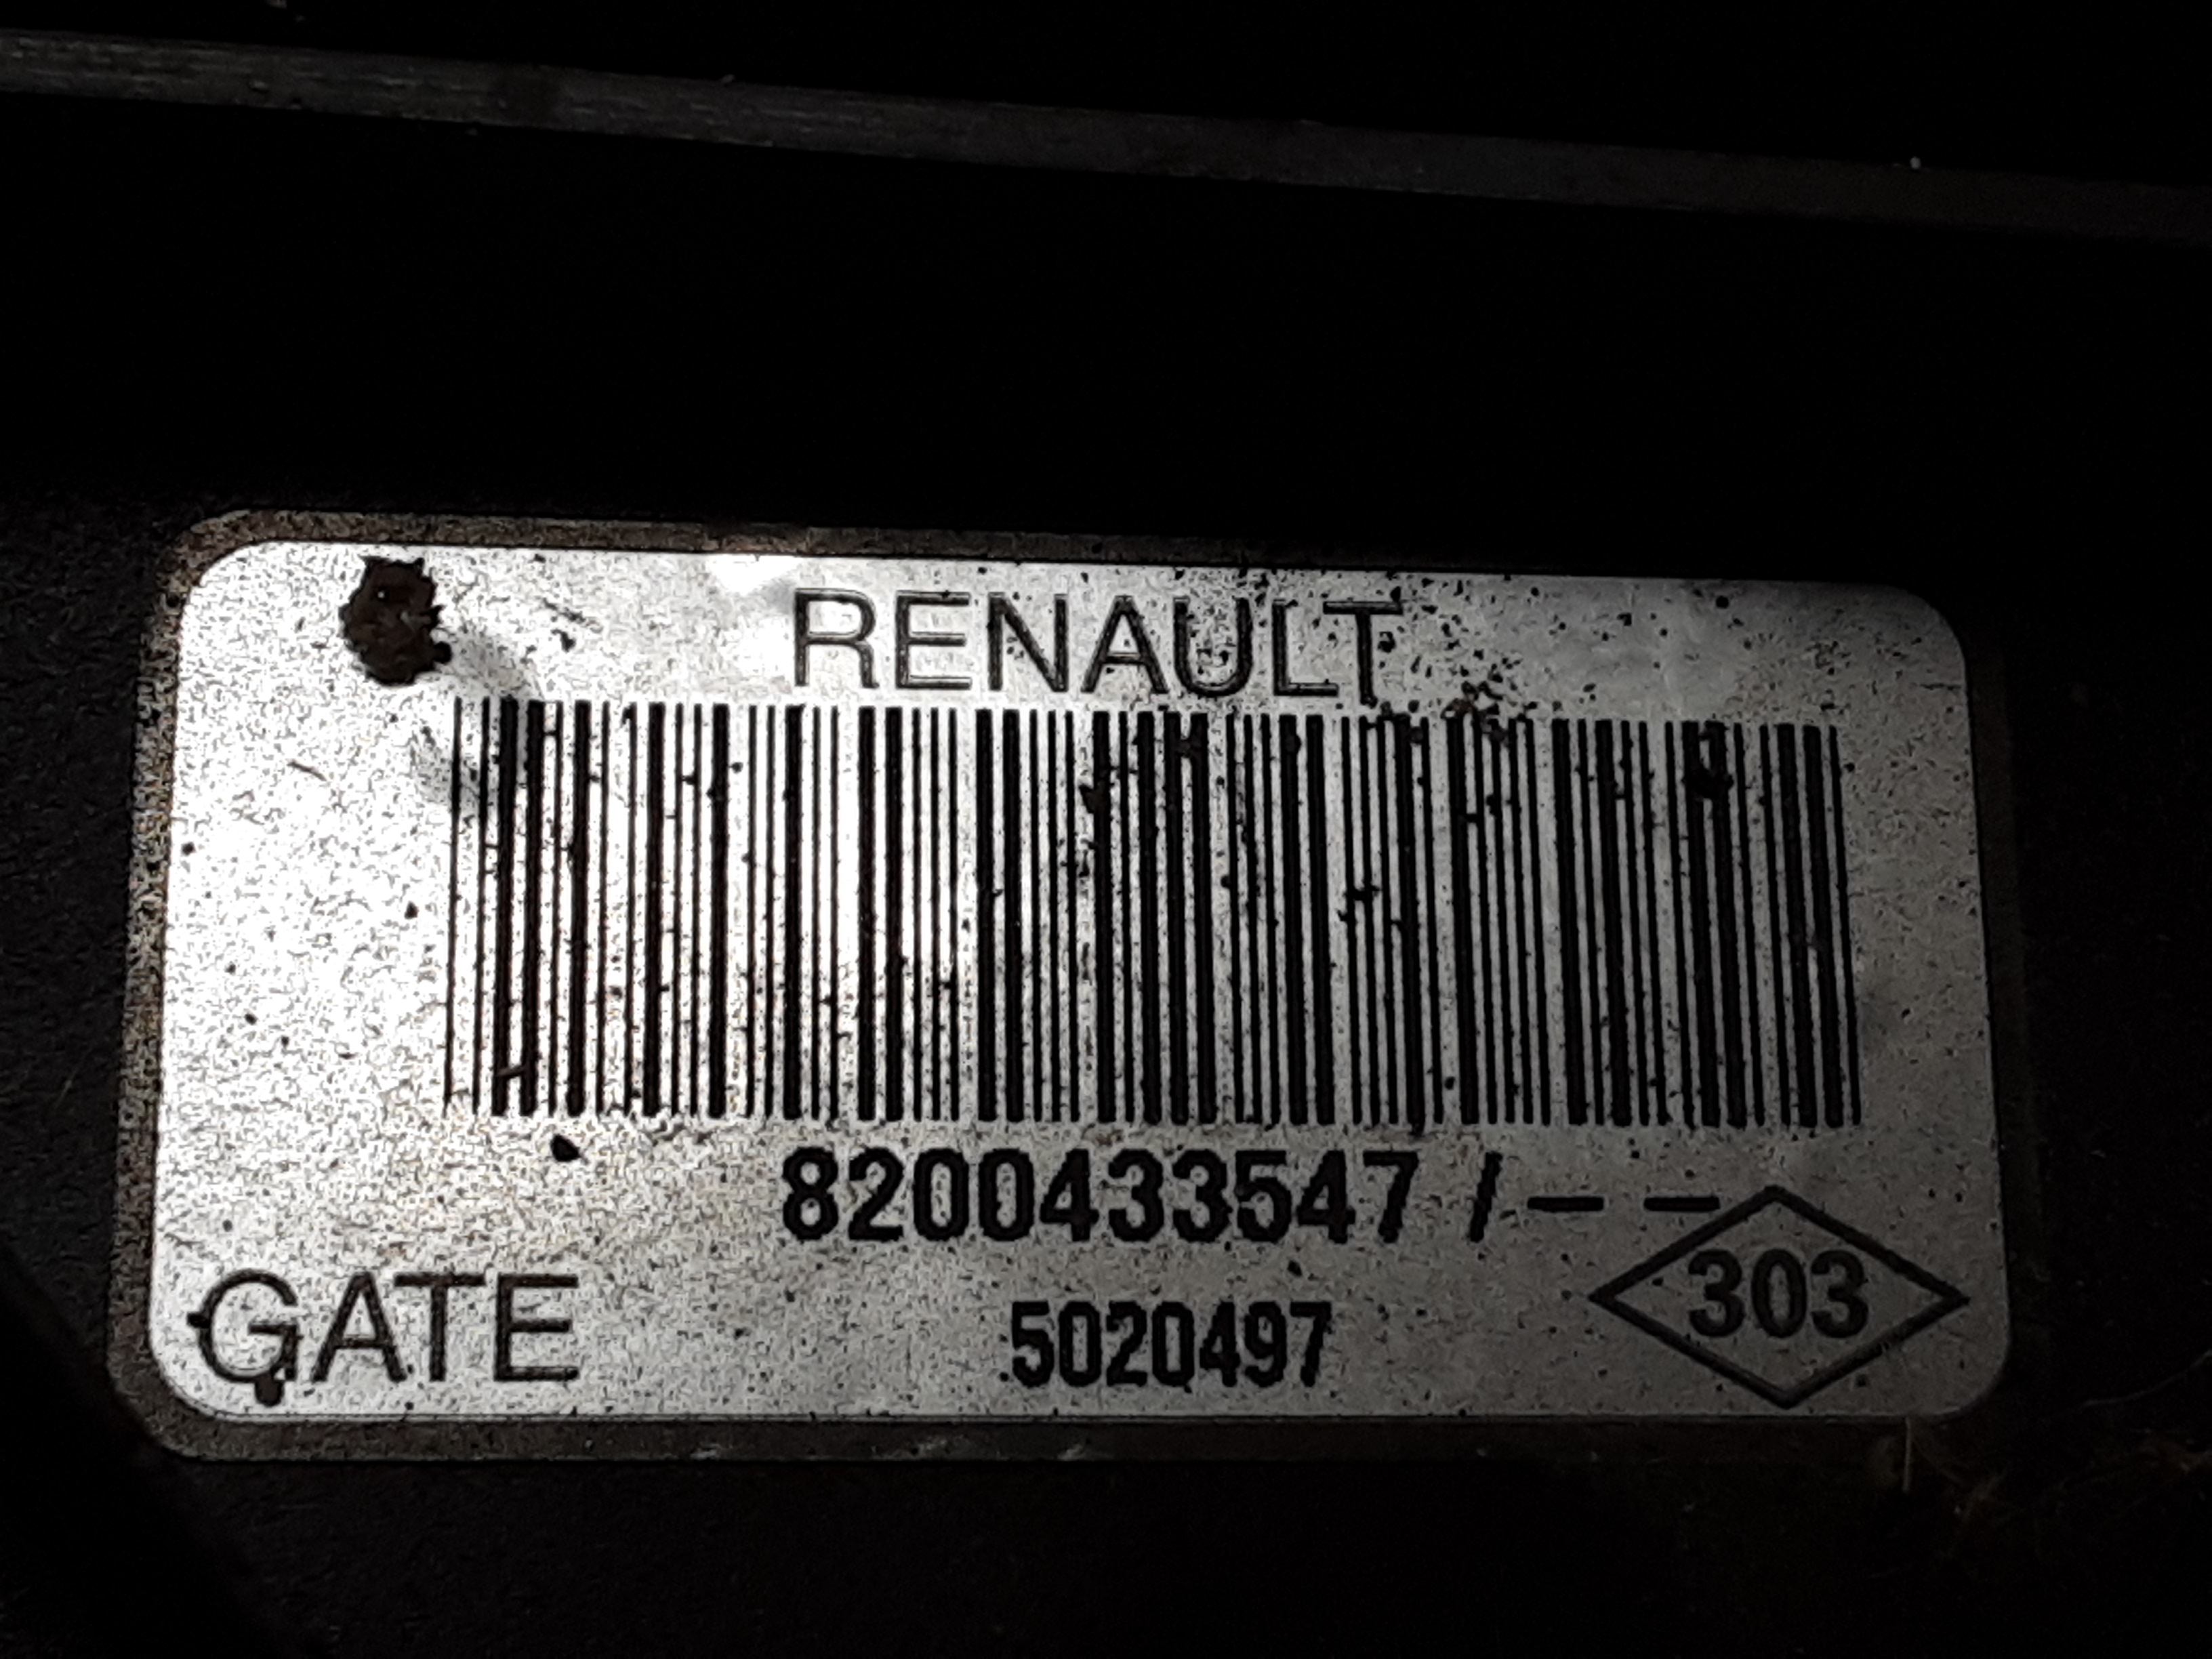 RENAULT
8200433547 / – –
GATE 5020497 303